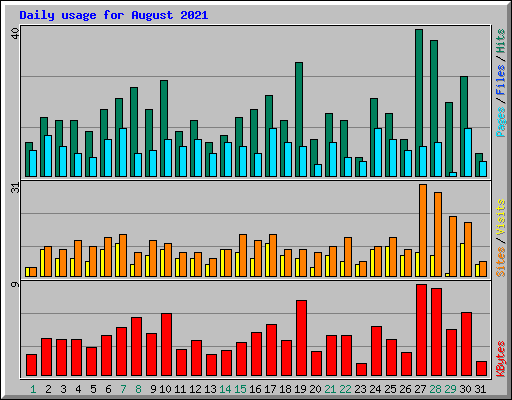 Daily usage for August 2021
40
Pages / Files / Hits
31
Sites / Visits
9
KBytes
1 2 3 4 5 6 7 8 9 10 11 12 13 14 15 16 17 18 19 20 21 22 23 24 25 26 27 28 29 30 31